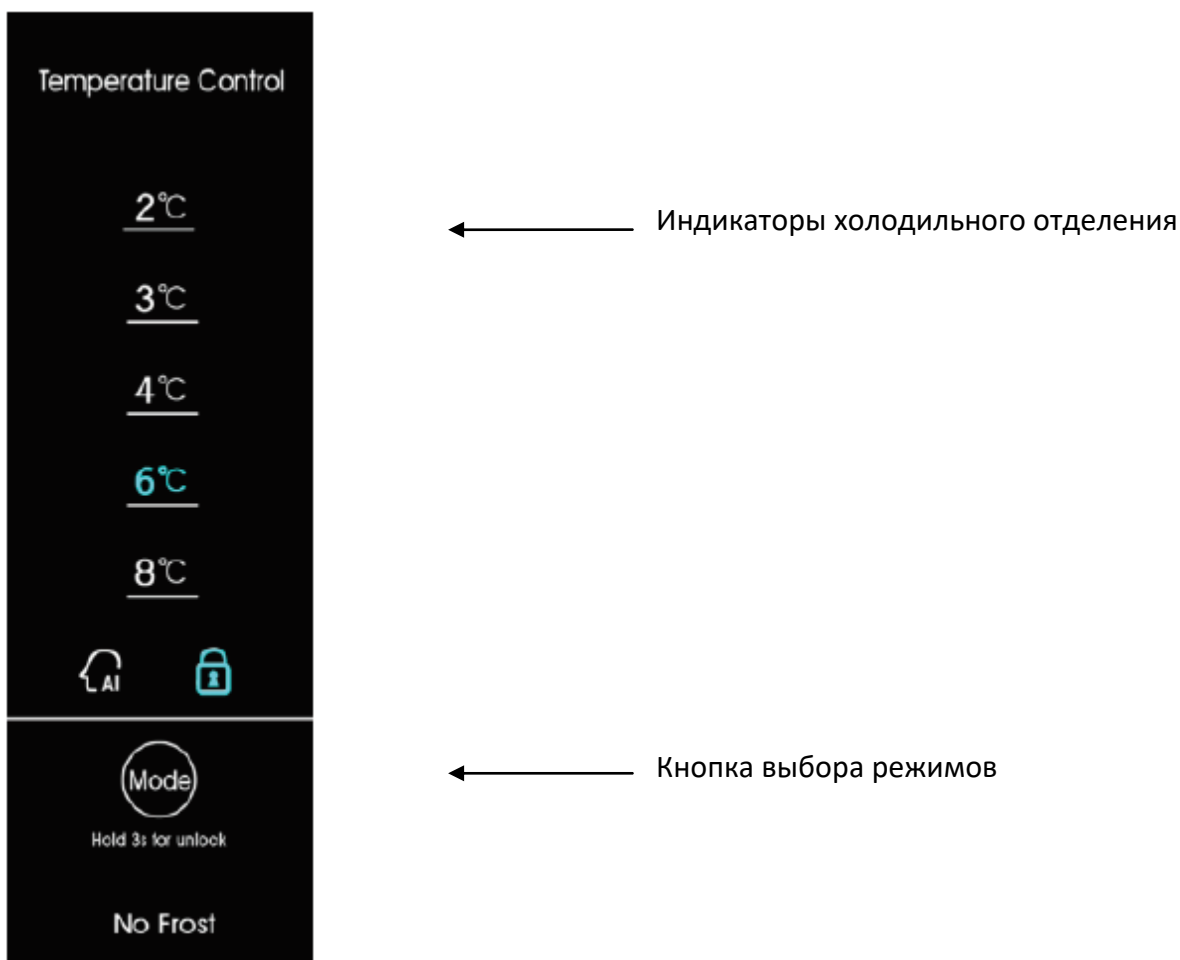 Temperature Control
2°C
Индикаторы холодильного отделения
3°C
4°C
6°C
8°C
AI
Mode
Кнопка выбора режимов
Hold 3s for unlock
No Frost